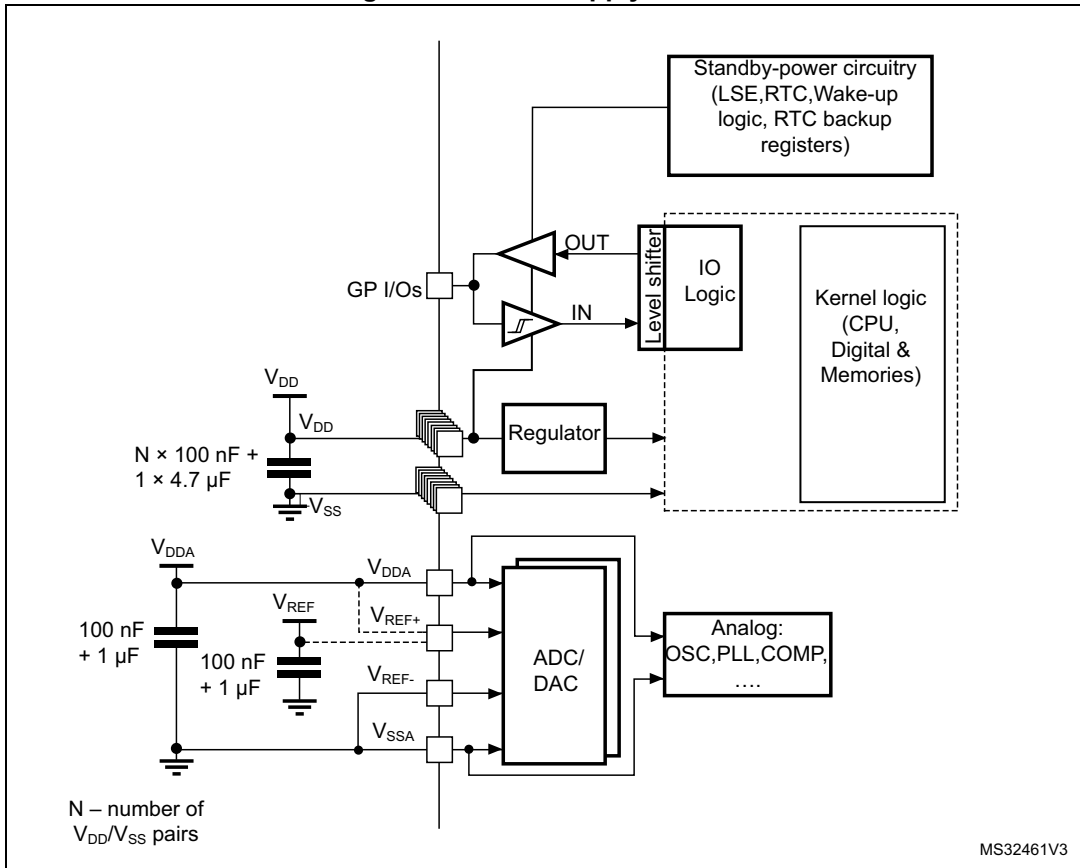 Standby-power circuitry
(LSE,RTC,Wake-up
logic, RTC backup
registers)
OUT
GP I/Os
IN
Level shifter
IO
Logic
Kernel logic
(CPU,
Digital &
Memories)
VDD
VDD
Regulator
N × 100 nF +
1 × 4.7 µF
VSS
VDDA
VDDA
VREF
VREF+
100 nF
+ 1 µF
100 nF
+ 1 µF
VREF-
VSSA
ADC/
DAC
Analog:
OSC,PLL,COMP,
….
N – number of
VDD/VSS pairs
MS32461V3